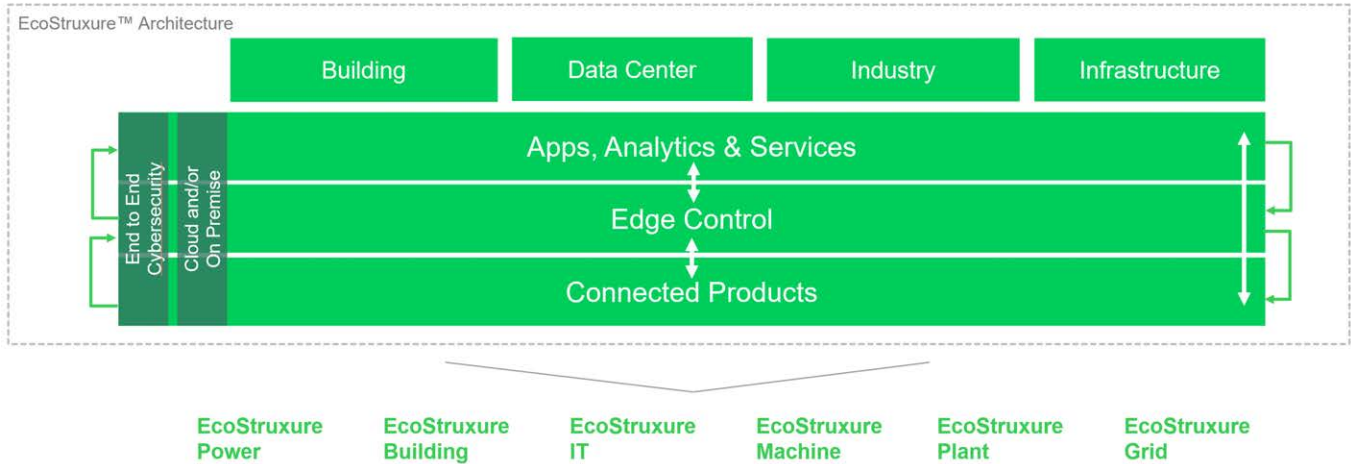 EcoStruxure™ Architecture
Building
Data Center
Industry
Infrastructure
End to End
Cybersecurity
Cloud and/or
On Premise
Apps, Analytics & Services
Edge Control
Connected Products
EcoStruxure
Power
EcoStruxure
Building
EcoStruxure
IT
EcoStruxure
Machine
EcoStruxure
Plant
EcoStruxure
Grid